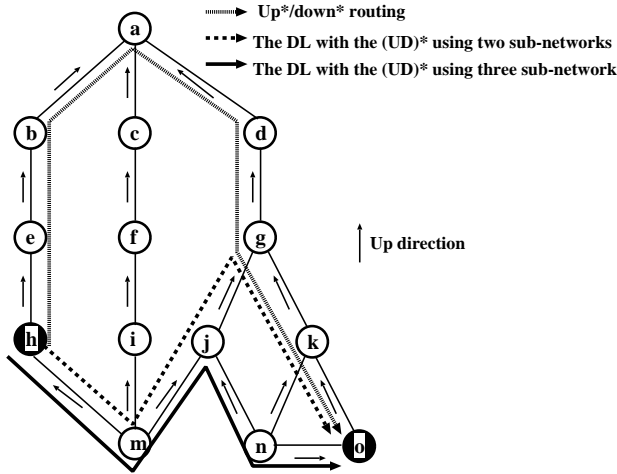 Up*/down* routing
The DL with the (UD)* using two sub-networks
The DL with the (UD)* using three sub-network
a
b
c
d
e
f
g
Up direction
h
i
j
k
m
n
o